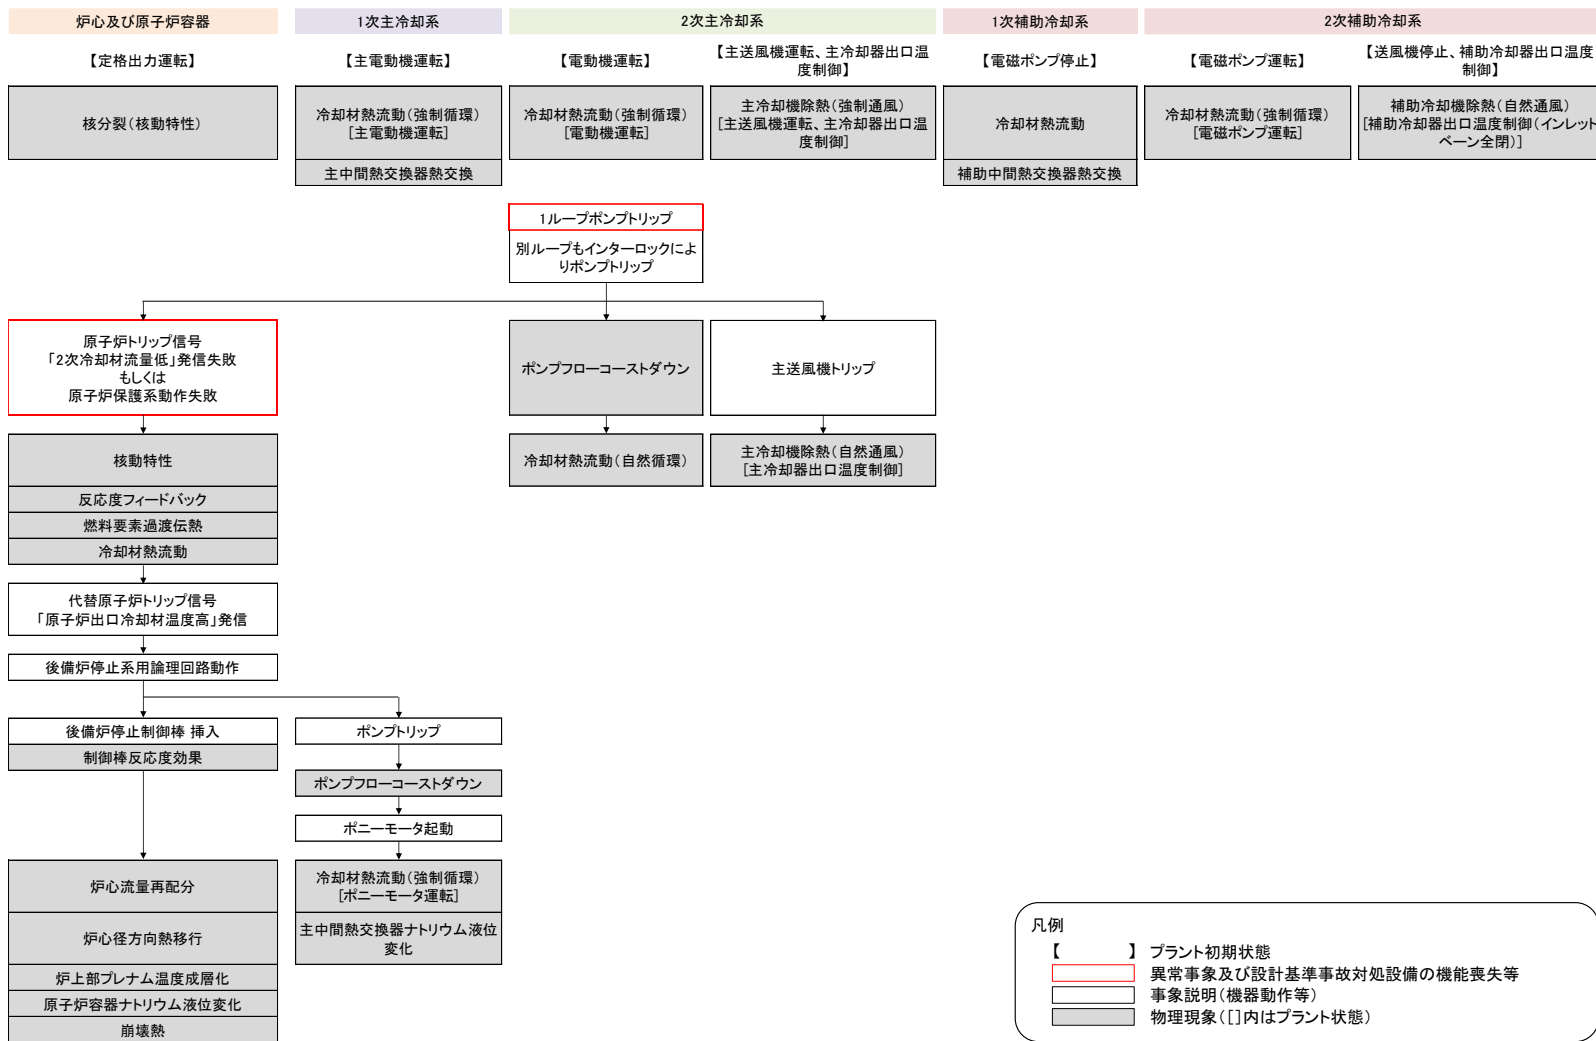 炉心及び原子炉容器
1次主冷却系
2次主冷却系
1次補助冷却系
2次補助冷却系
【定格出力運転】
【主電動機運転】
【電動機運転】
【主送風機運転、主冷却器出口温
度制御】
【電磁ポンプ停止】
【電磁ポンプ運転】
【送風機停止、補助冷却器出口温度
制御】
核分裂(核動特性)
冷却材熱流動(強制循環)
[主電動機運転]
主中間熱交換器熱交換
冷却材熱流動(強制循環)
[電動機運転]
主冷却機除熱(強制通風)
[主送風機運転、主冷却器出口温
度制御]
冷却材熱流動
補助中間熱交換器熱交換
冷却材熱流動(強制循環)
[電磁ポンプ運転]
補助冷却機除熱(自然通風)
[補助冷却器出口温度制御(インレット
ベーン全閉)]
1ループポンプトリップ
別ループもインターロックによ
りポンプトリップ
原子炉トリップ信号
「2次冷却材流量低」発信失敗
もしくは
原子炉保護系動作失敗
ポンプフローコーストダウン
主送風機トリップ
核動特性
反応度フィードバック
燃料要素過渡伝熱
冷却材熱流動
冷却材熱流動(自然循環)
主冷却機除熱(自然通風)
[主冷却器出口温度制御]
代替原子炉トリップ信号
「原子炉出口冷却材温度高」発信
後備炉停止系用論理回路動作
後備炉停止制御棒 挿入
制御棒反応度効果
ポンプトリップ
ポンプフローコーストダウン
ポニーモータ起動
炉心流量再配分
炉心径方向熱移行
炉上部プレナム温度成層化
原子炉容器ナトリウム液位変化
崩壊熱
冷却材熱流動(強制循環)
[ポニーモータ運転]
主中間熱交換器ナトリウム液位
変化
凡例
【 】 プラント初期状態
異常事象及び設計基準事故対処設備の機能喪失等
事象説明(機器動作等)
物理現象([]内はプラント状態)